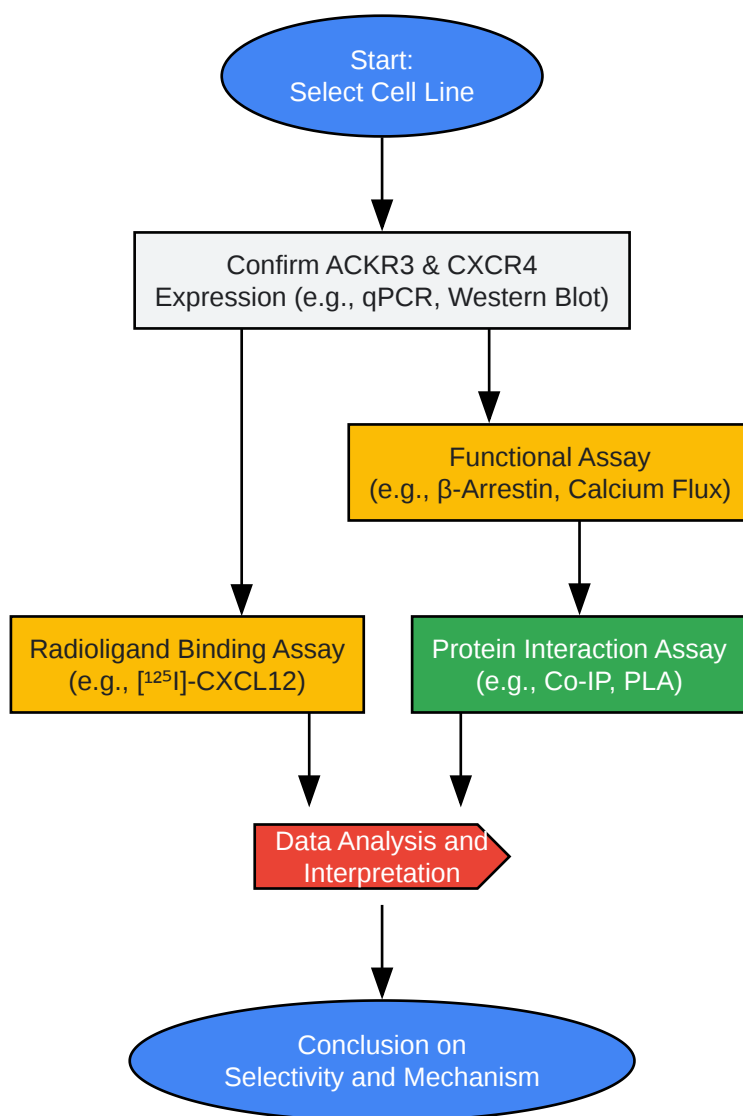 Start:
Select Cell Line
Confirm ACKR3 & CXCR4
Expression (e.g., qPCR, Western Blot)
Functional Assay
(e.g., β-Arrestin, Calcium Flux)
Radioligand Binding Assay
(e.g., [¹²⁵I]-CXCL12)
Protein Interaction Assay
(e.g., Co-IP, PLA)
Data Analysis and
Interpretation
Conclusion on
Selectivity and Mechanism